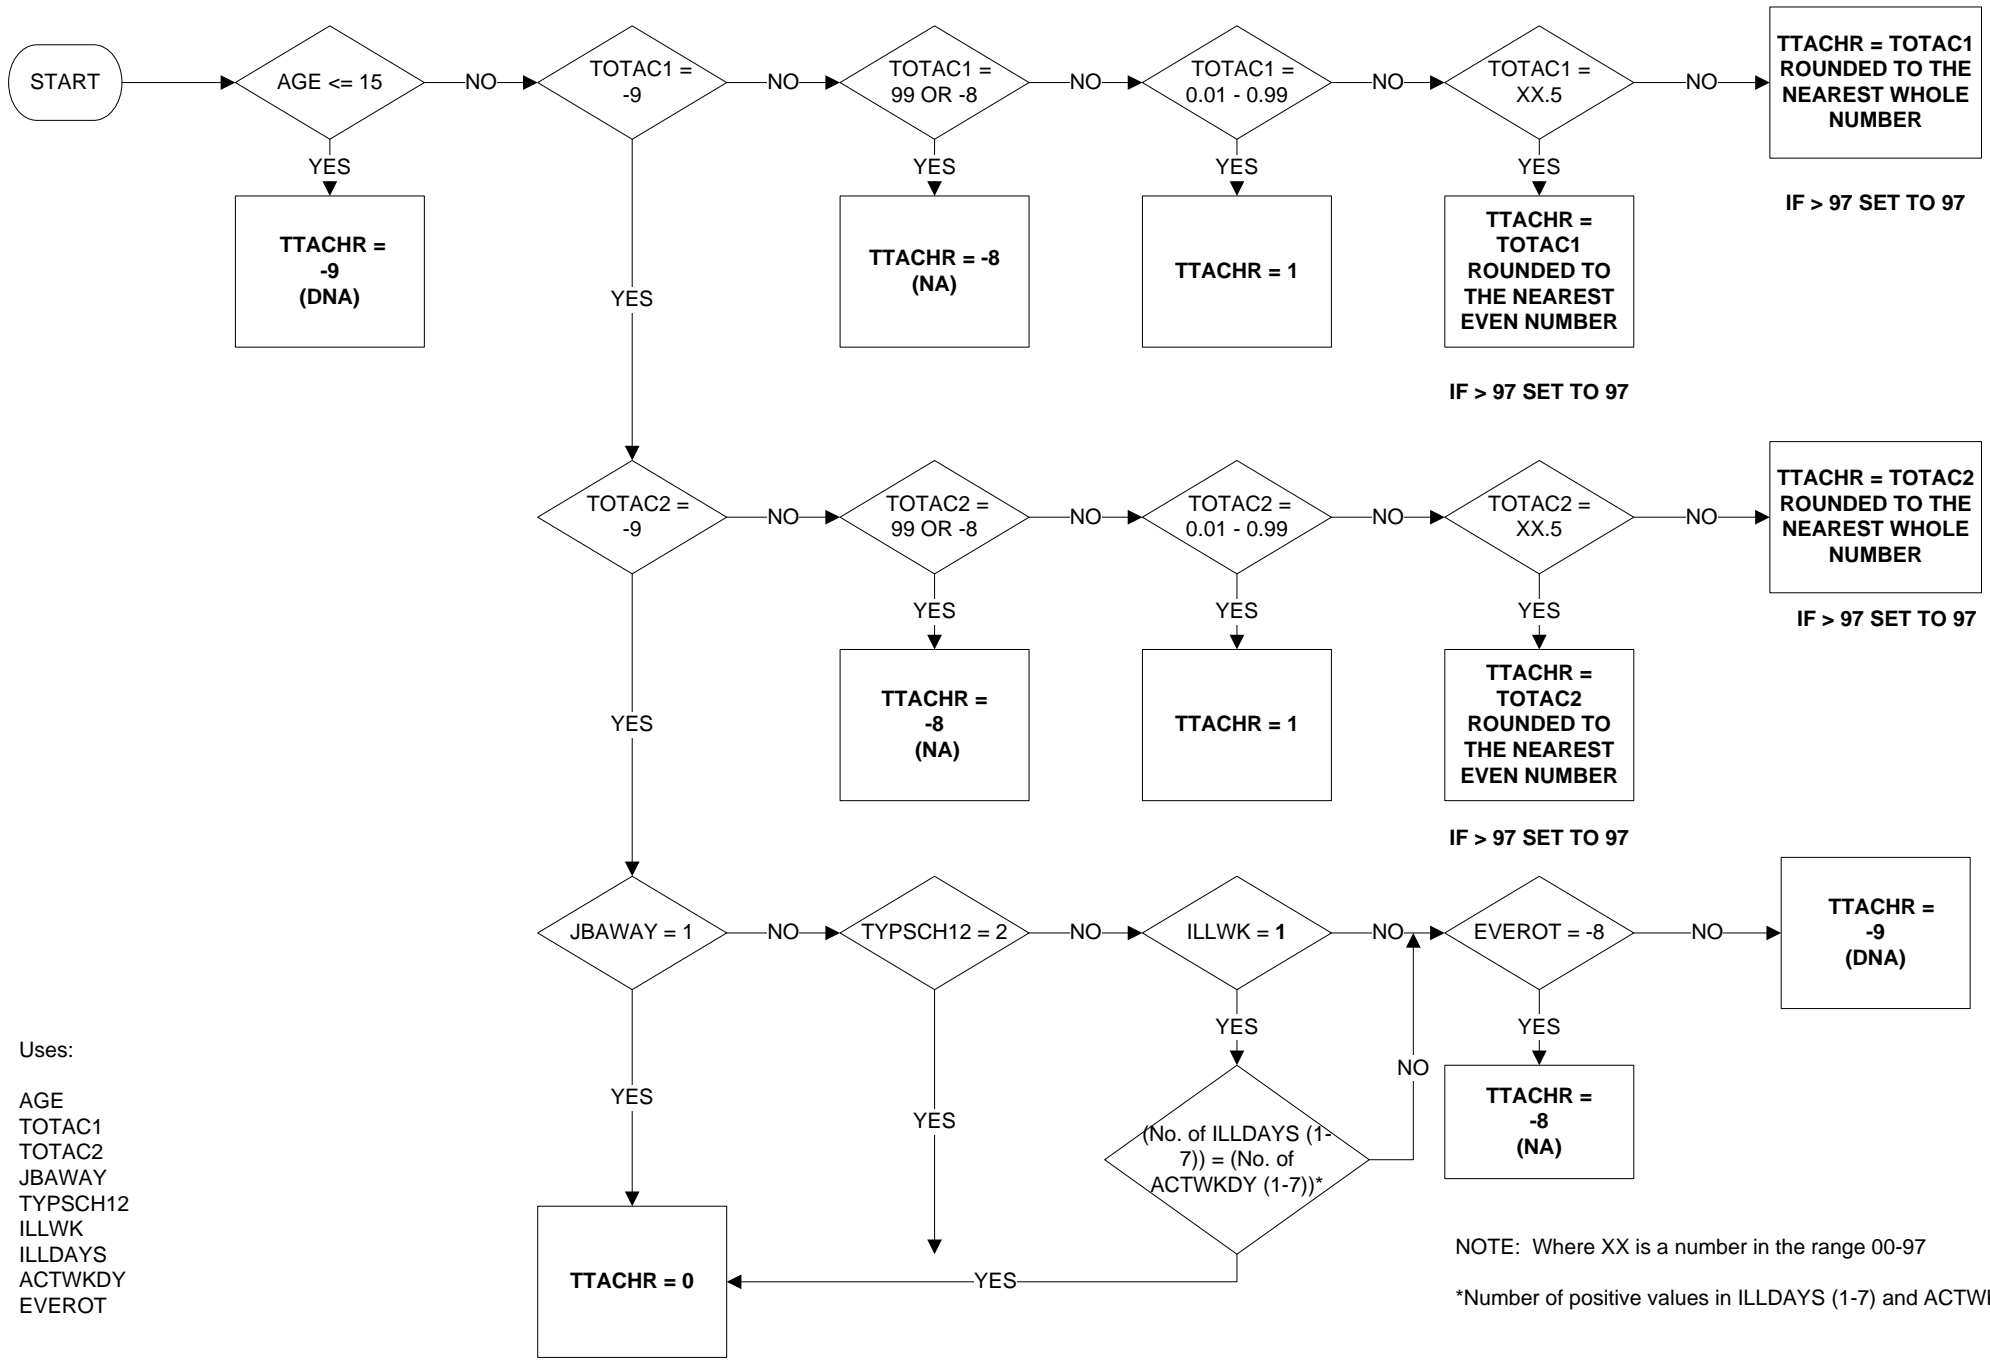 START
AGE <= 15
NO
TOTAC1 =
-9
NO
TOTAC1 =
99 OR -8
NO
TOTAC1 =
0.01 - 0.99
NO
TOTAC1 =
XX.5
NO
TTACHR = TOTAC1
ROUNDED TO THE
NEAREST WHOLE
NUMBER
IF > 97 SET TO 97
YES
TTACHR =
-9
(DNA)
YES
YES
TTACHR = -8
(NA)
YES
TTACHR = 1
YES
TTACHR =
TOTAC1
ROUNDED TO
THE NEAREST
EVEN NUMBER
IF > 97 SET TO 97
TOTAC2 =
-9
NO
TOTAC2 =
99 OR -8
NO
TOTAC2 =
0.01 - 0.99
NO
TOTAC2 =
XX.5
NO
TTACHR = TOTAC2
ROUNDED TO THE
NEAREST WHOLE
NUMBER
IF > 97 SET TO 97
YES
YES
TTACHR =
-8
(NA)
YES
TTACHR = 1
YES
TTACHR =
TOTAC2
ROUNDED TO
THE NEAREST
EVEN NUMBER
IF > 97 SET TO 97
JBAWAY = 1
NO
TYPSCH12 = 2
NO
ILLWK = 1
NO
EVEROT = -8
NO
TTACHR =
-9
(DNA)
YES
YES
YES
(No. of ILLDAYS (1-
7)) = (No. of
ACTWKDY (1-7))*
NO
YES
TTACHR =
-8
(NA)
TTACHR = 0
YES
Uses:
AGE
TOTAC1
TOTAC2
JBAWAY
TYPSCH12
ILLWK
ILLDAYS
ACTWKDY
EVEROT
NOTE: Where XX is a number in the range 00-97
*Number of positive values in ILLDAYS (1-7) and